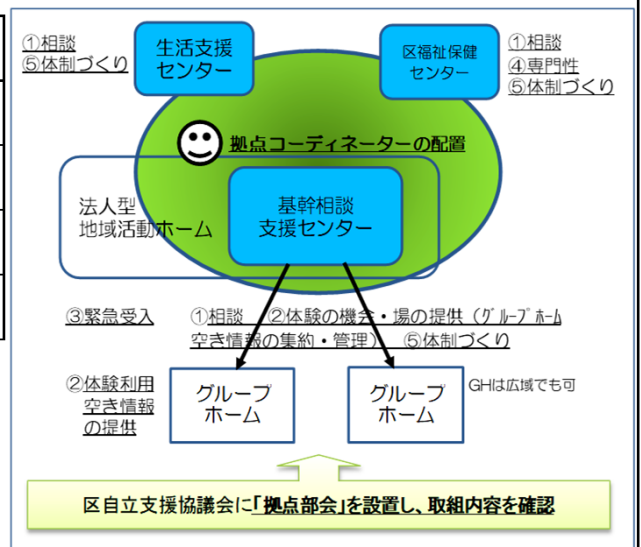 ①相談
⑤体制づくり
生活支援
センター
区福祉保健
センター
①相談
④専門性
⑤体制づくり
拠点コーディネーターの配置
法人型
地域活動ホーム
基幹相談
支援センター
③緊急受入
①相談　②体験の機会・場の提供（ｸﾞﾙｰﾌﾟﾎｰﾑ
空き情報の集約・管理）　⑤体制づくり
②体験利用
空き情報
の提供
グループ
ホーム
グループ
ホーム
GHは広域でも可
区自立支援協議会に「拠点部会」を設置し、取組内容を確認